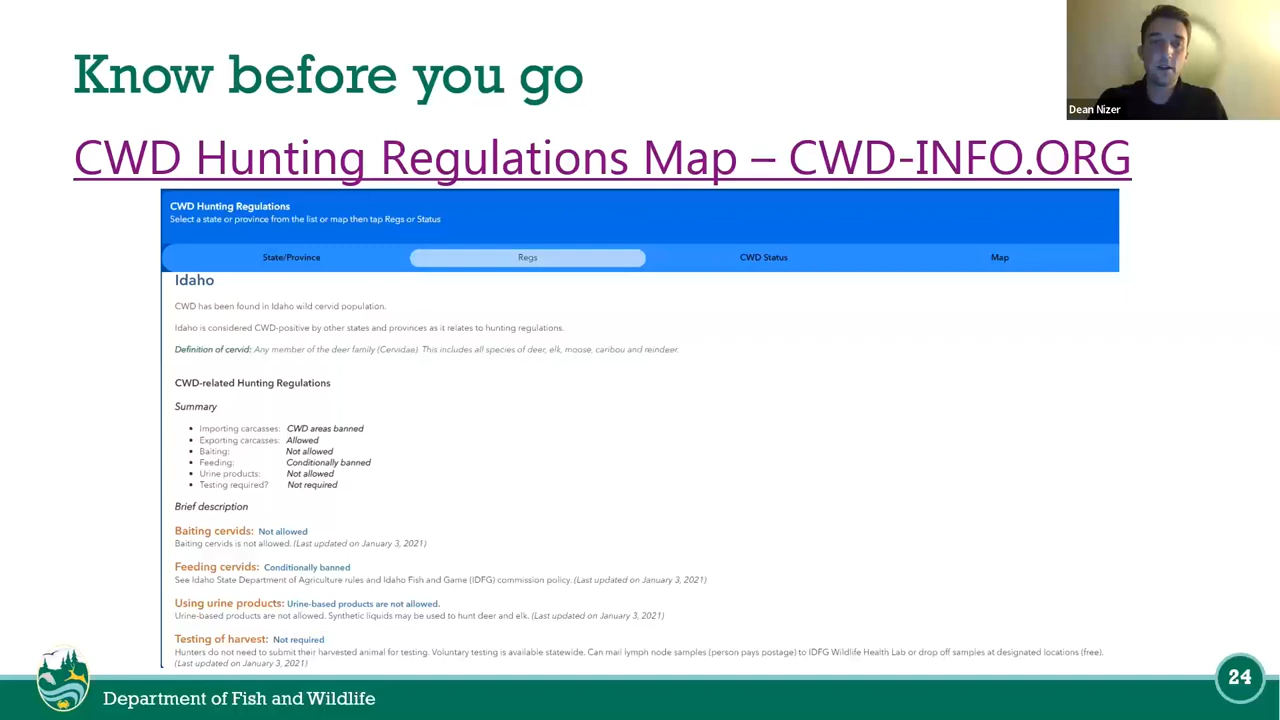 Know before you go
Dean Nizer
CWD Hunting Regulations Map – CWD-INFO.ORG
CWD Hunting Regulations
Select a state or province from the list or map then tap Regs or Status
State/Province Regs CWD Status Map
Idaho
CWD has been found in Idaho wild cervid population.
Idaho is considered CWD-positive by other states and provinces as it relates to hunting regulations.
Definition of cervid: Any member of the deer family (Cervidae). This includes all species of deer, elk, moose, caribou and reindeer.
CWD-related Hunting Regulations
Summary
• Importing carcasses: CWD areas banned
• Exporting carcasses: Allowed
• Baiting: Not allowed
• Feeding: Conditionally banned
• Urine products: Not allowed
• Testing required? Not required
Brief description
Baiting cervids: Not allowed
Baiting cervids is not allowed. (Last updated on January 3, 2021)
Feeding cervids: Conditionally banned
See Idaho State Department of Agriculture rules and Idaho Fish and Game (IDFG) commission policy. (Last updated on January 3, 2021)
Using urine products: Urine-based products are not allowed.
Urine-based products are not allowed. Synthetic liquids may be used to hunt deer and elk. (Last updated on January 3, 2021)
Testing of harvest: Not required
Hunters do not need to submit their harvested animal for testing. Voluntary testing is available statewide. Can mail lymph node samples (person pays postage) to IDFG Wildlife Health Lab or drop off samples at designated locations (free).
(Last updated on January 3, 2021)
Department of Fish and Wildlife
24